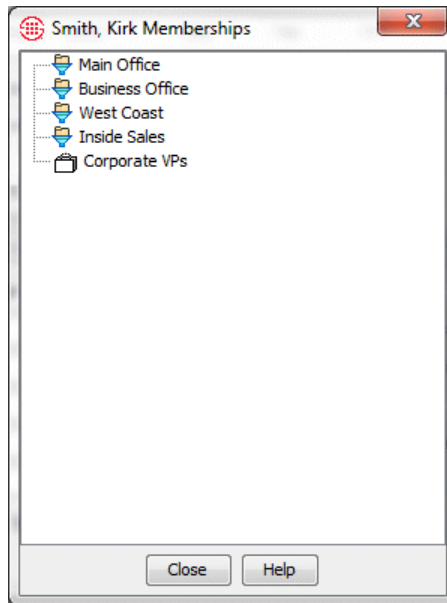 Smith, Kirk Memberships
Main Office
Business Office
West Coast
Inside Sales
Corporate VPs
Close Help